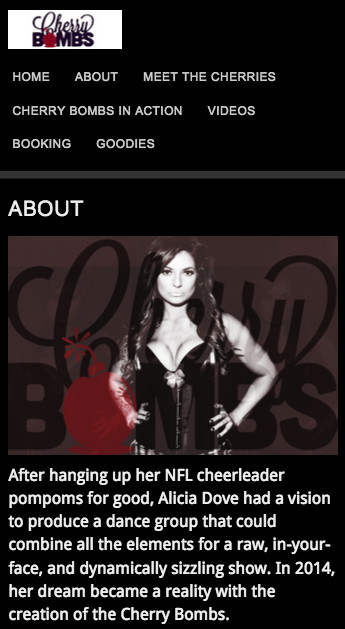 Cherry
BOMBS
HOME ABOUT MEET THE CHERRIES
CHERRY BOMBS IN ACTION VIDEOS
BOOKING GOODIES
ABOUT
Cherry
BOMBS
After hanging up her NFL cheerleader
pompoms for good, Alicia Dove had a vision
to produce a dance group that could
combine all the elements for a raw, in-your-
face, and dynamically sizzling show. In 2014,
her dream became a reality with the
creation of the Cherry Bombs.